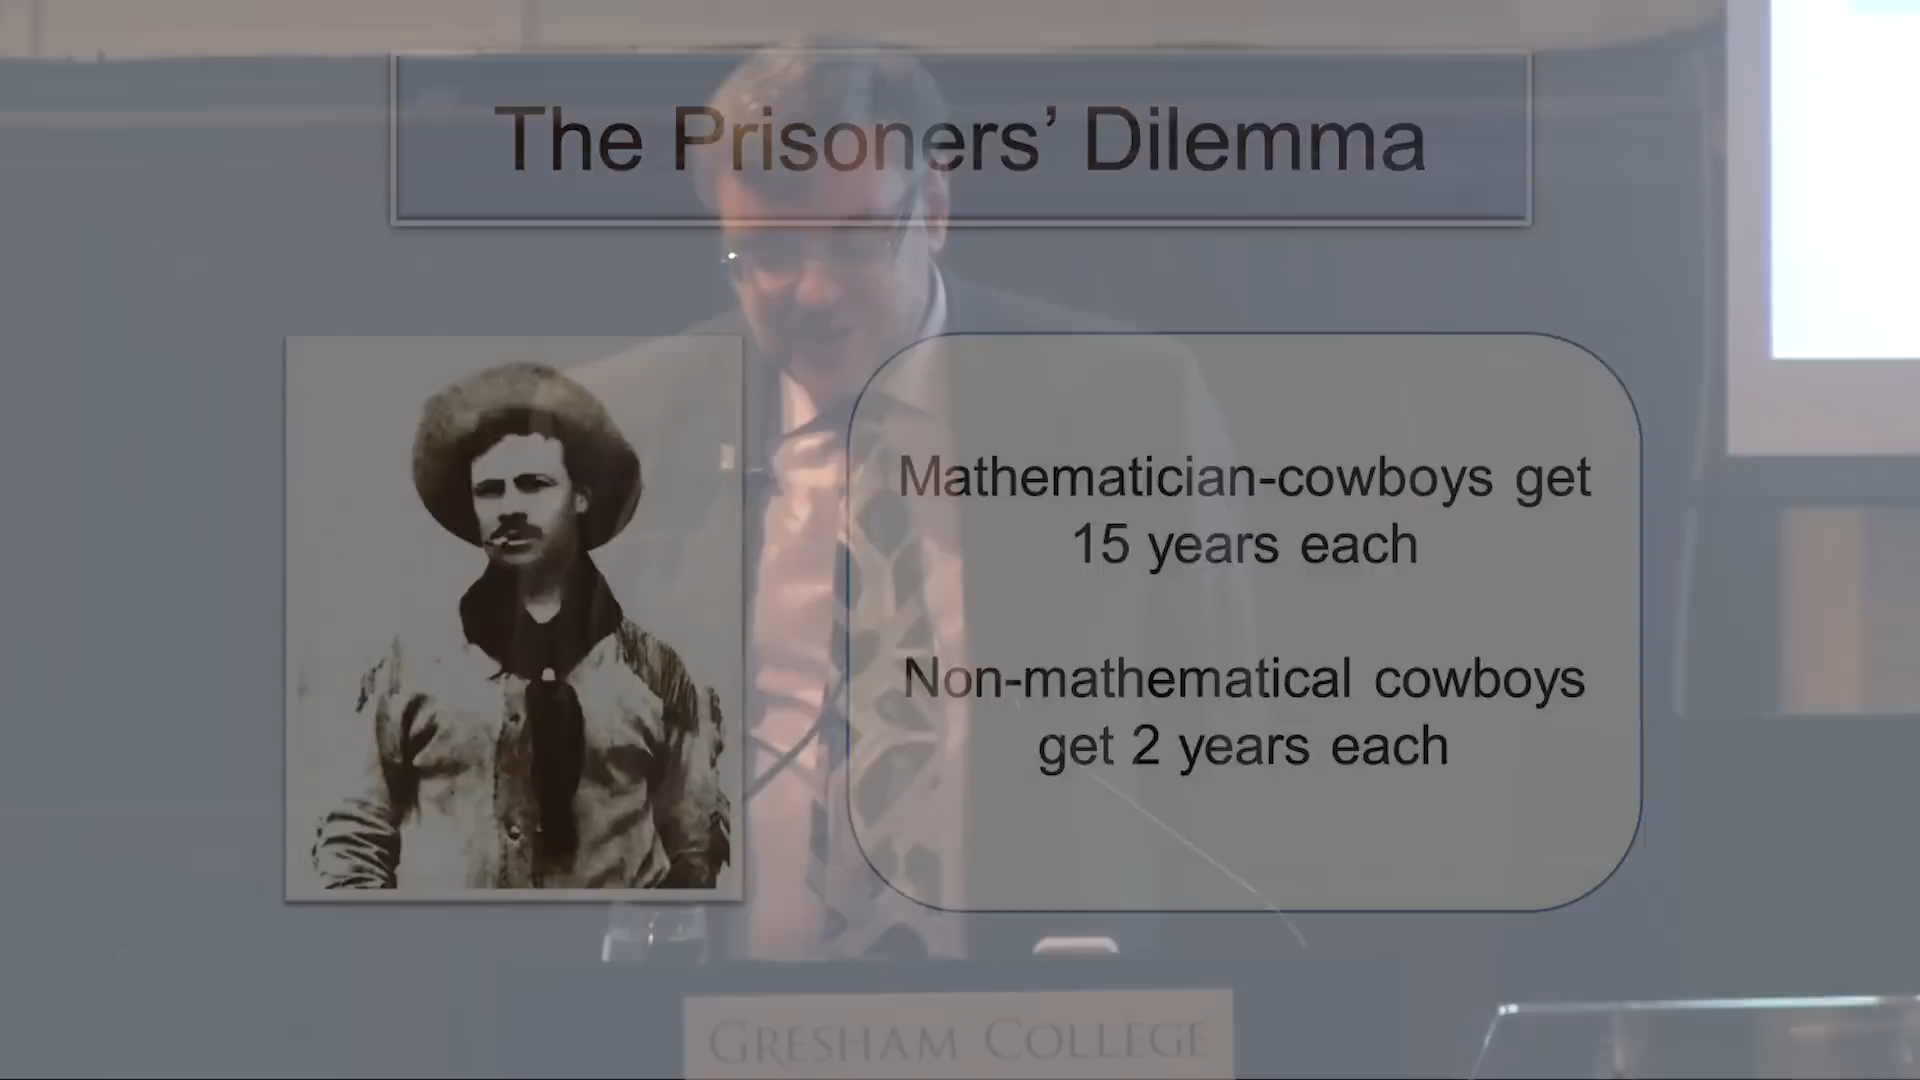 The Prisoners’ Dilemma
Mathematician-cowboys get
15 years each
Non-mathematical cowboys
get 2 years each
GRESHAM COLLEGE